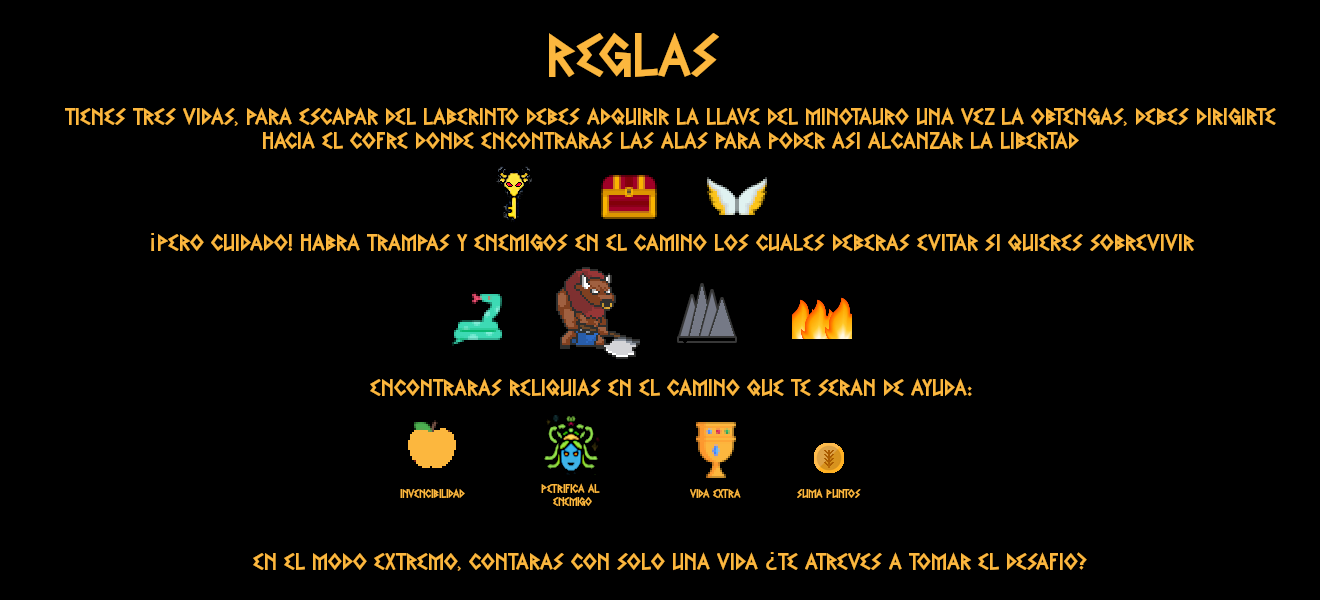 REGLAS
TIENES TRES VIDAS, PARA ESCAPAR DEL LABERINTO DEBES ADQUIRIR LA LLAVE DEL MINOTAURO UNA VEZ LA OBTENGAS, DEBES DIRIGIRTE
HACIA EL COFRE DONDE ENCONTRARAS LAS ALAS PARA PODER ASI ALCANZAR LA LIBERTAD
¡PERO CUIDADO! HABRA TRAMPAS Y ENEMIGOS EN EL CAMINO LOS CUALES DEBERAS EVITAR SI QUIERES SOBREVIVIR
ENCONTRARAS RELIQUIAS EN EL CAMINO QUE TE SERAN DE AYUDA:
INVENCIBILIDAD
PETRIFICA AL
ENEMIGO
VIDA EXTRA
SUMA PUNTOS
EN EL MODO EXTREMO, CONTARAS CON SOLO UNA VIDA ¿TE ATREVES A TOMAR EL DESAFIO?